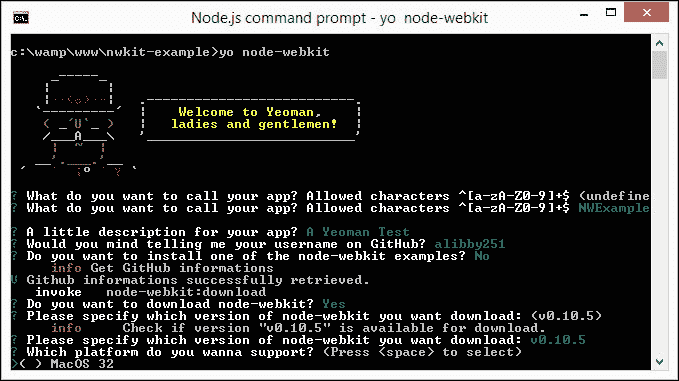 Node.js command prompt - yo  node-webkit
c:\wamp\www\nwkit-example>yo node-webkit
Welcome to Yeoman,
ladies and gentlemen!
? What do you want to call your app? Allowed characters ^[a-zA-Z0-9]+$ (undefine
? What do you want to call your app? Allowed characters ^[a-zA-Z0-9]+$ NWExample
? A little description for your app? A Yeoman Test
? Would you mind telling me your username on GitHub? alibby251
? Do you want to install one of the node-webkit examples? No
info Get GitHub informations
Github informations successfully retrieved.
invoke   node-webkit:download
? Do you want to download node-webkit? Yes
? Please specify which version of node-webkit you want download: (v0.10.5)
info     Check if version "v0.10.5" is available for download.
? Please specify which version of node-webkit you want download: v0.10.5
? Which platform do you wanna support? (Press <space> to select)
>( ) MacOS 32